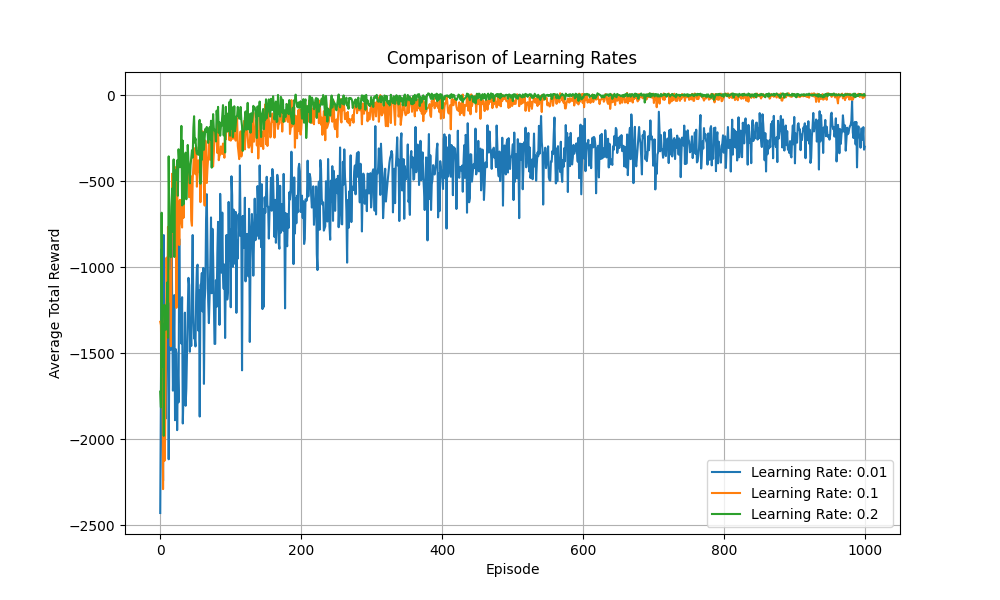 Comparison of Learning Rates
Average Total Reward
0
−500
−1000
−1500
−2000
−2500
0
200
400
600
800
1000
Episode
Learning Rate: 0.01
Learning Rate: 0.1
Learning Rate: 0.2